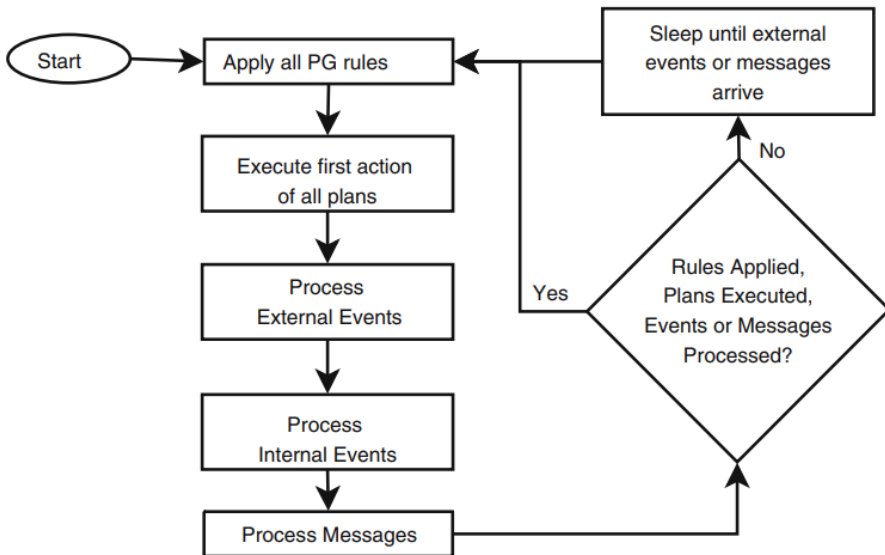 Start
Apply all PG rules
Execute first action
of all plans
Process
External Events
Process
Internal Events
Process Messages
Rules Applied,
Plans Executed,
Events or Messages
Processed?
Yes
No
Sleep until external
events or messages
arrive